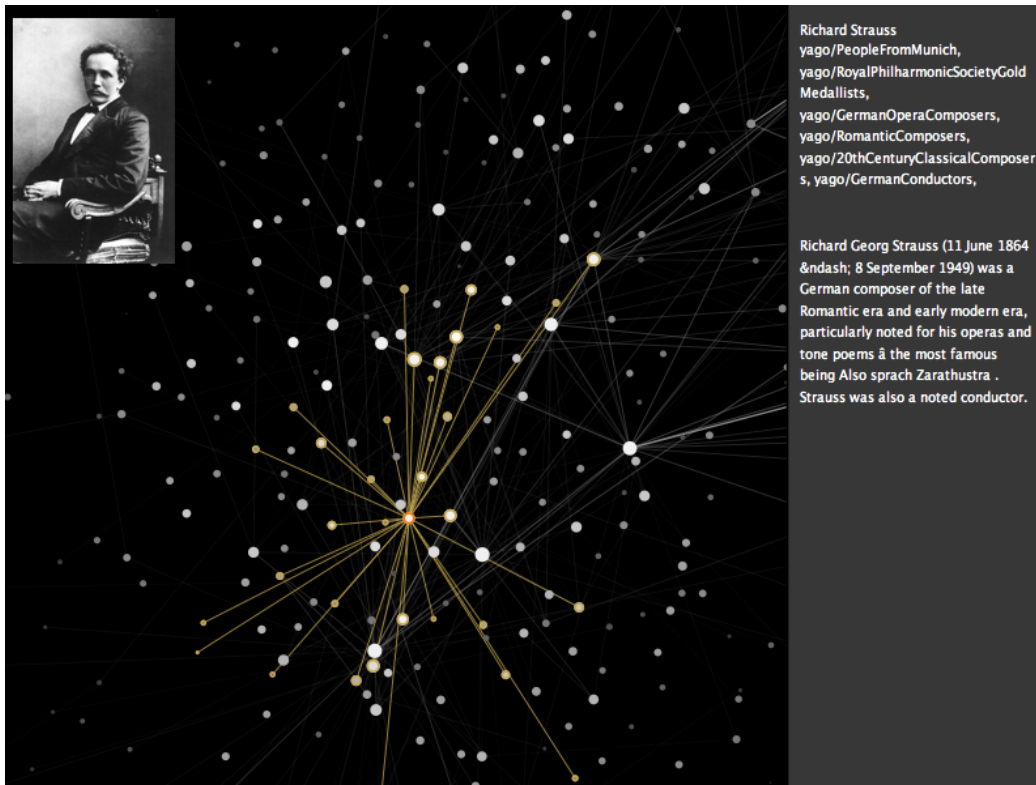 Richard Strauss
yago/PeopleFromMunich,
yago/RoyalPhilharmonicSocietyGold
Medallists,
yago/GermanOperaComposers,
yago/RomanticComposers,
yago/20thCenturyClassicalComposer
s, yago/GermanConductors,
Richard Georg Strauss (11 June 1864
&ndash; 8 September 1949) was a
German composer of the late
Romantic era and early modern era,
particularly noted for his operas and
tone poems â the most famous
being Also sprach Zarathustra .
Strauss was also a noted conductor.